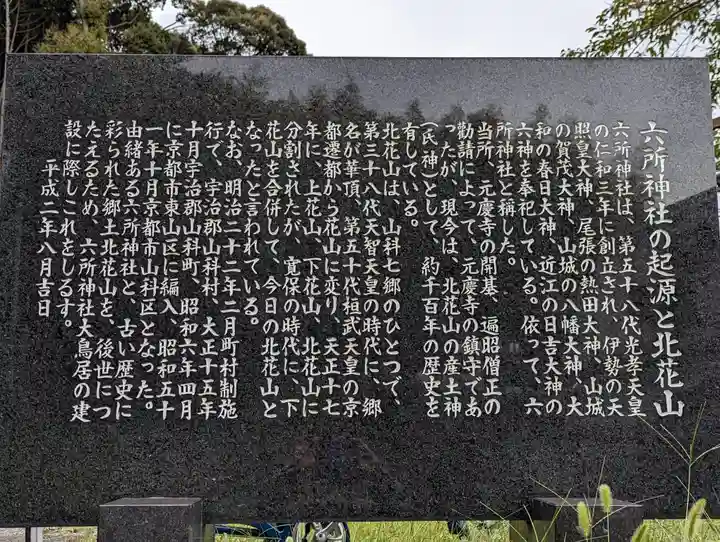 六所神社の起源と北花山
六所神社は、第五十八代光孝天皇
の仁和三年に創立され、伊勢の天
照皇大神、尾張の熱田大神、山城
の賀茂大神、山城の八幡大神、大
和の春日大神、近江の日吉大神の
六神を奉祀している。依って、六
所神社と称した。
当所、元慶寺の開基、遍昭僧正の
勧請によって、元慶寺の鎮守であ
ったが、現今は、北花山の産土神
(氏神)として、約千百年の歴史を
有している。
北花山は、山科七郷のひとつで、
第三十八代天智天皇の時代に、郷
名が華頂、第五十代桓武天皇の京
都遷都から花山に変り、天正十七
年に、上花山、下花山、北花山に
分割されたが、寛保の時代に、下
花山を合併して、今日の北花山と
なったと言われている。
なお、明治二十二年二月町村制施
行で、宇治郡山科村、大正十五年
十月宇治郡山科町、昭和六年四月
に京都市東山区に編入、昭和五十
一年十月京都市山科区となった。
由緒ある六所神社と、古い歴史に
彩られた郷土北花山を、後世につ
たえるため、六所神社大鳥居の建
設に際しこれをしるす。
平成二年八月吉日